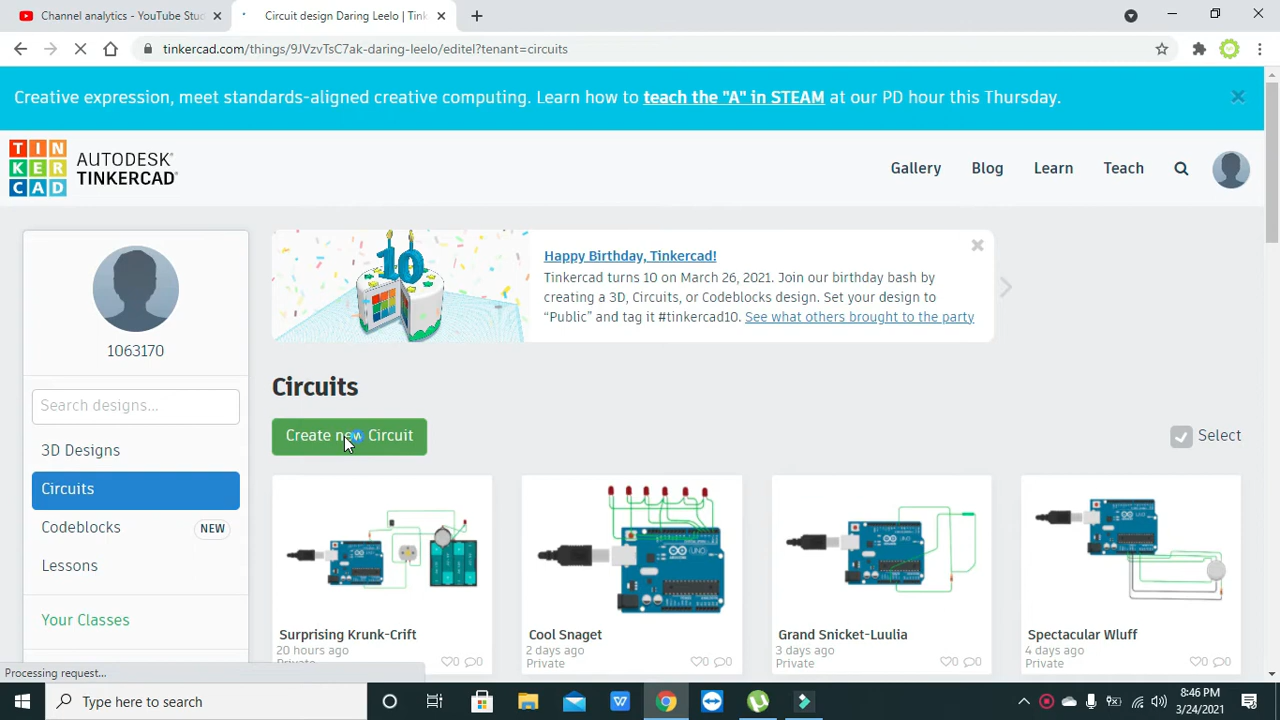 Channel analytics - YouTube Stud
Circuit design Daring Leelo | Tink
tinkercad.com/things/9JVzvTsC7ak-daring-leelo/editel?tenant=circuits
Creative expression, meet standards-aligned creative computing. Learn how to teach the "A" in STEAM at our PD hour this Thursday.
TIN
KER
CAD
AUTODESK®
TINKERCAD®
Gallery
Blog
Learn
Teach
10
Happy Birthday, Tinkercad!
Tinkercad turns 10 on March 26, 2021. Join our birthday bash by
creating a 3D, Circuits, or Codeblocks design. Set your design to
“Public” and tag it #tinkercad10. See what others brought to the party
1063170
Search designs...
3D Designs
Circuits
Codeblocks NEW
Lessons
Your Classes
Circuits
Create new Circuit
Select
Surprising Krunk-Crift
20 hours ago
Private
0 0
Cool Snaget
2 days ago
Private
0 0
Grand Snicket-Luulia
3 days ago
Private
0 0
Spectacular Wluff
4 days ago
Private
0 0
Processing request...
Type here to search
8:46 PM
3/24/2021